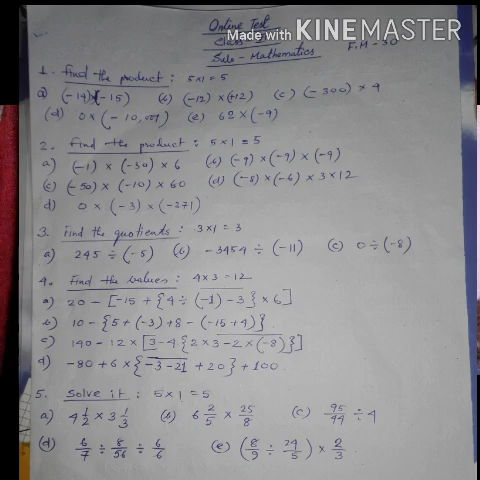 Online Test
Made with KINEMASTER
Class
F.M - 30
Sub - Mathematics
1. Find the product: 5×1=5
a) (-14)×(-15) (b) (-12)×(+12) (c) (-300)×9
(d) 0×(-10,001) (e) 60×(-9)
2. Find the product: 5×1=5
a) (-1)×(-30)×6 (b) (-9)×(-9)×(-9)
(c) (-50)×(-10)×60 (d) (-8)×(-6)×3×12
d) 0×(-3)×(-271)
3. Find the quotients: 3×1=3
a) 245÷(-5) (b) -3454÷(-11) (c) 0÷(-8)
4. Find the values: 4×3=12
a) 20-[-15+{4÷(-1)-3}×6]
b) 10-{5+(-3)+8-(-15+4)}
c) 140-12×[3-4{2×3-2×(-8)}]
d) -80+6×{-3-21+20}+100
5. Solve it: 5×1=5
a) 4 1/2 × 3 1/3 (b) 6 2/5 × 25/8 (c) 95/44 ÷ 4
(d) 6/7 ÷ 8/56 ÷ 6/6 (e) (8/9 ÷ 24/5) × 2/3